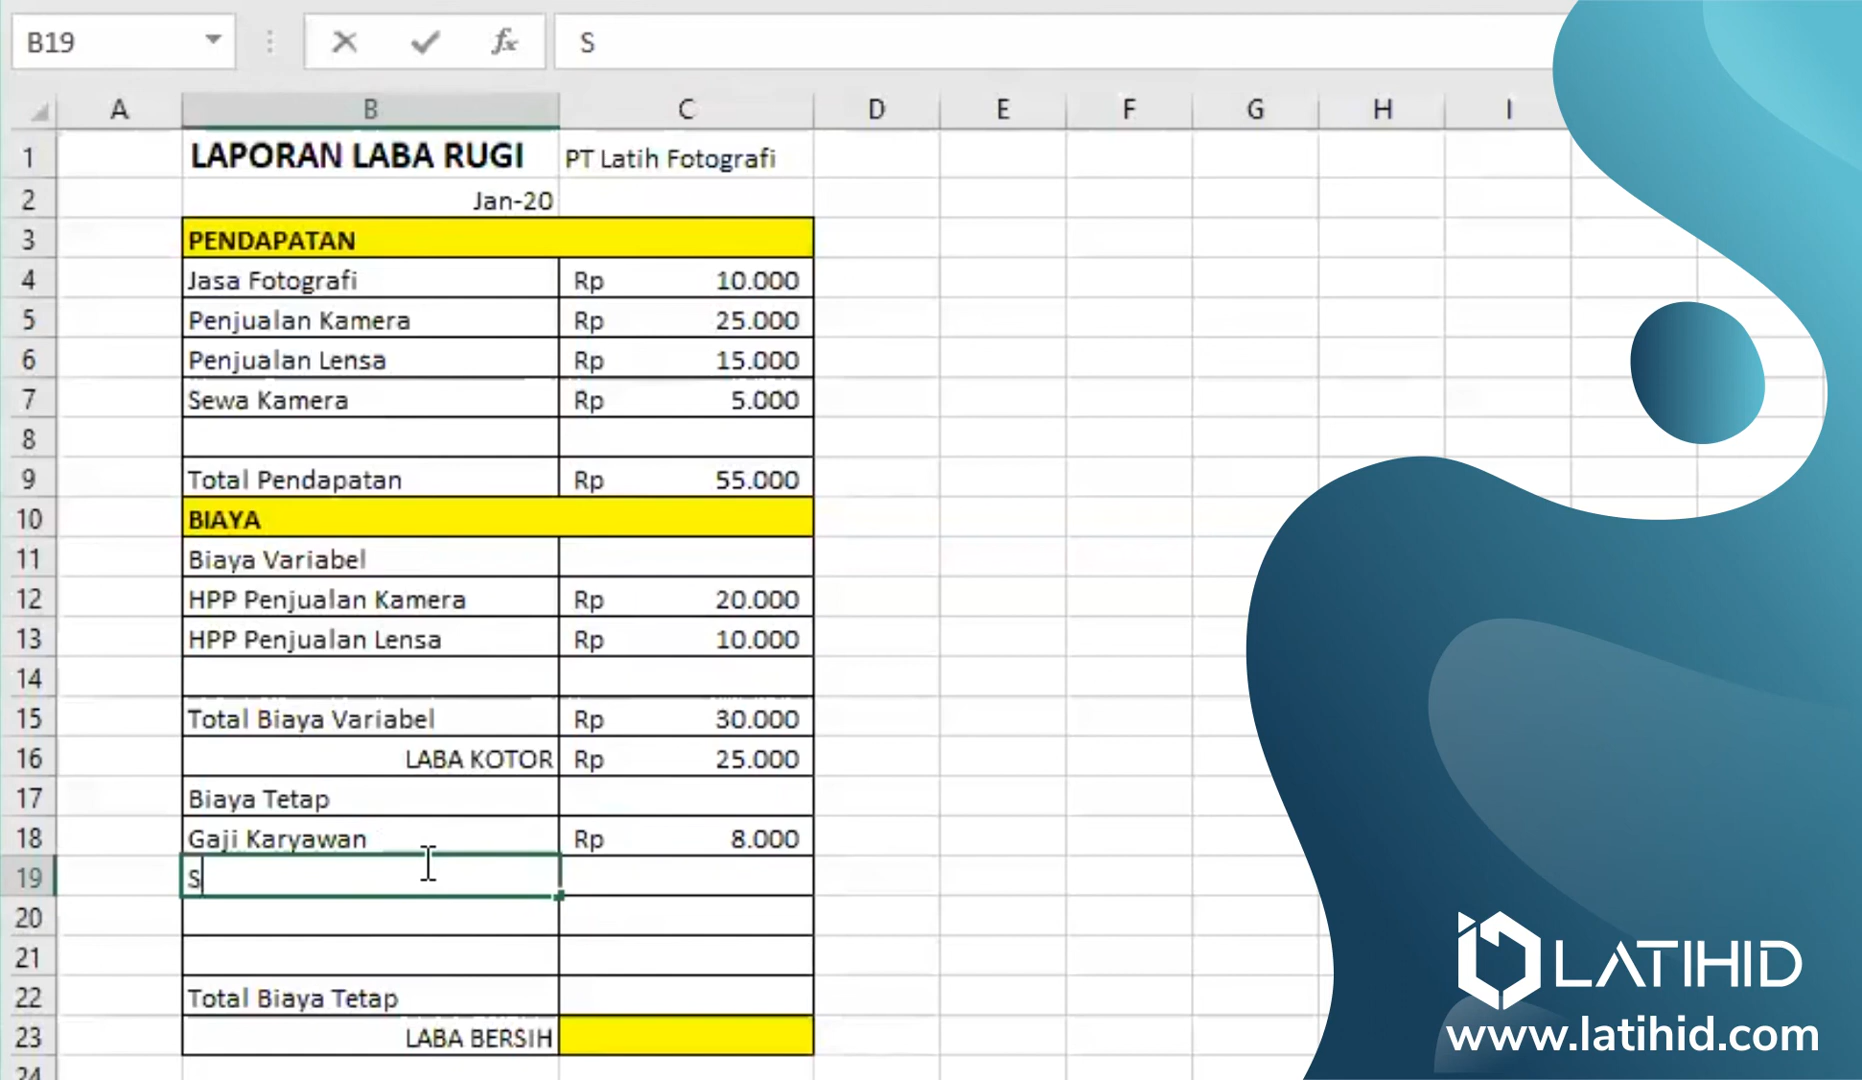 B19 fx S
A B C D E F G H I
1 LAPORAN LABA RUGI PT Latih Fotografi
2 Jan-20
3 PENDAPATAN
4 Jasa Fotografi Rp 10.000
5 Penjualan Kamera Rp 25.000
6 Penjualan Lensa Rp 15.000
7 Sewa Kamera Rp 5.000
8
9 Total Pendapatan Rp 55.000
10 BIAYA
11 Biaya Variabel
12 HPP Penjualan Kamera Rp 20.000
13 HPP Penjualan Lensa Rp 10.000
14
15 Total Biaya Variabel Rp 30.000
16 LABA KOTOR Rp 25.000
17 Biaya Tetap
18 Gaji Karyawan Rp 8.000
19 S
20
21
22 Total Biaya Tetap
23 LABA BERSIH
24
LATIHID
www.latihid.com